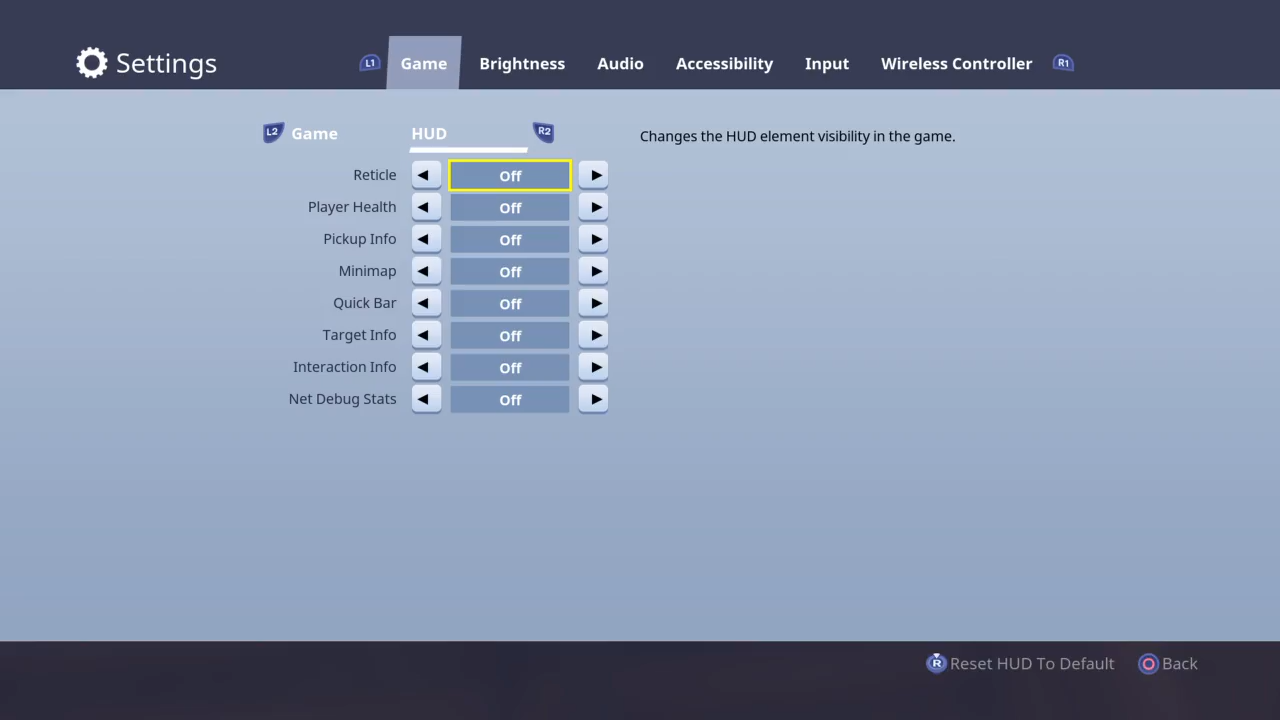 Settings
L1 Game Brightness Audio Accessibility Input Wireless Controller R1
L2 Game HUD R2
Changes the HUD element visibility in the game.
Reticle Off
Player Health Off
Pickup Info Off
Minimap Off
Quick Bar Off
Target Info Off
Interaction Info Off
Net Debug Stats Off
R Reset HUD To Default Back